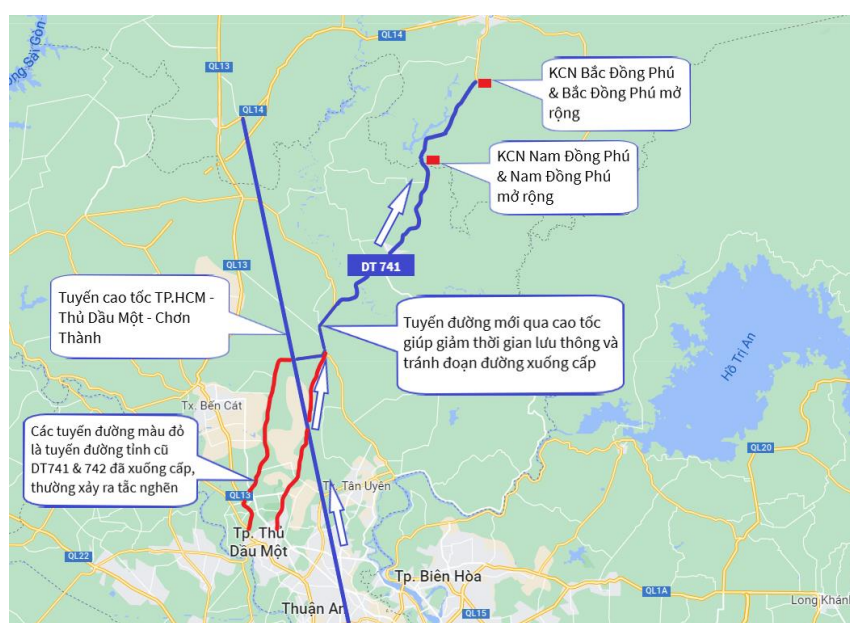 QL14
QL13
QL14
ông Sài Gòn
KCN Bắc Đồng Phú
& Bắc Đồng Phú mở
rộng
KCN Nam Đồng Phú
& Nam Đồng Phú
mở rộng
DT 741
QL13
Tuyến cao tốc TP.HCM -
Thủ Dầu Một - Chơn
Thành
Tuyến đường mới qua cao tốc
giúp giảm thời gian lưu thông và
tránh đoạn đường xuống cấp
Hồ Trị An
Tx. Bến Cát
Các tuyến đường màu đỏ
là tuyến đường tỉnh cũ
DT741 & 742 đã xuống cấp,
thường xảy ra tắc nghẽn
QL20
QL13
Tx. Tân Uyên
Tp. Thủ
Dầu Một
QL22
Tp. Biên Hòa
QL1A
Long Khánh
Thuận An
QL15